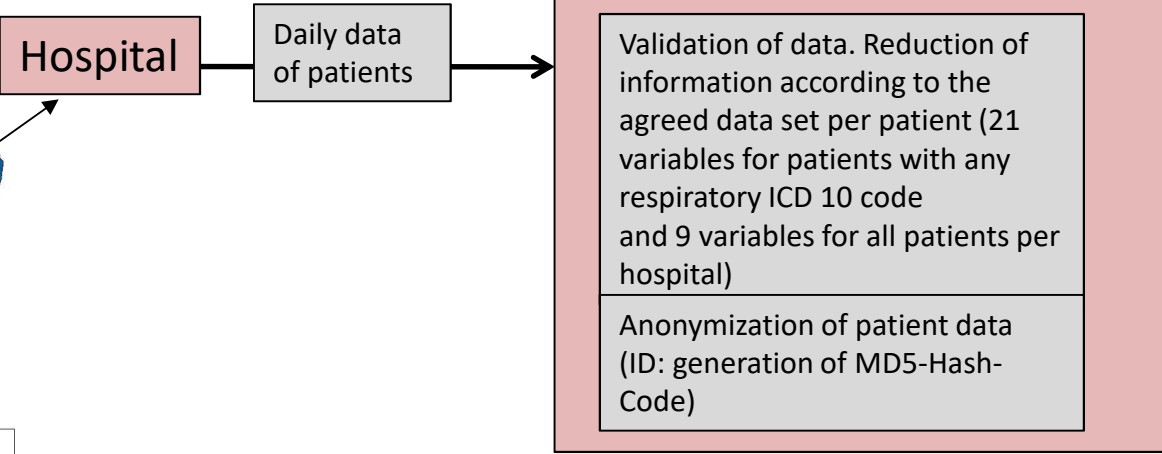 Hospital
Daily data
of patients
Validation of data. Reduction of
information according to the
agreed data set per patient (21
variables for patients with any
respiratory ICD 10 code
and 9 variables for all patients per
hospital)
Anonymization of patient data
(ID: generation of MD5-Hash-
Code)